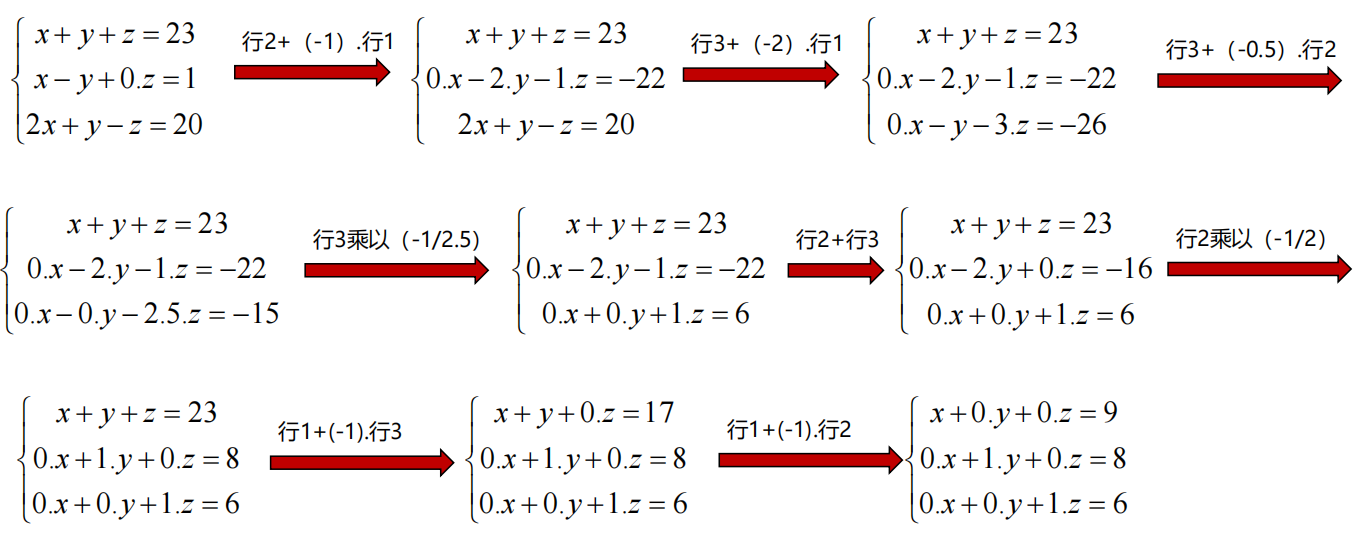 x + y + z = 23
x − y + 0.z = 1
2x + y − z = 20
行2+（-1）.行1
x + y + z = 23
0.x − 2.y − 1.z = −22
2x + y − z = 20
行3+（-2）.行1
x + y + z = 23
0.x − 2.y − 1.z = −22
0.x − y − 3.z = −26
行3+（-0.5）.行2
x + y + z = 23
0.x − 2.y − 1.z = −22
0.x − 0.y − 2.5.z = −15
行3乘以（-1/2.5）
x + y + z = 23
0.x − 2.y − 1.z = −22
0.x + 0.y + 1.z = 6
行2+行3
x + y + z = 23
0.x − 2.y + 0.z = −16
0.x + 0.y + 1.z = 6
行2乘以（-1/2）
x + y + z = 23
0.x + 1.y + 0.z = 8
0.x + 0.y + 1.z = 6
行1+(-1).行3
x + y + 0.z = 17
0.x + 1.y + 0.z = 8
0.x + 0.y + 1.z = 6
行1+(-1).行2
x + 0.y + 0.z = 9
0.x + 1.y + 0.z = 8
0.x + 0.y + 1.z = 6